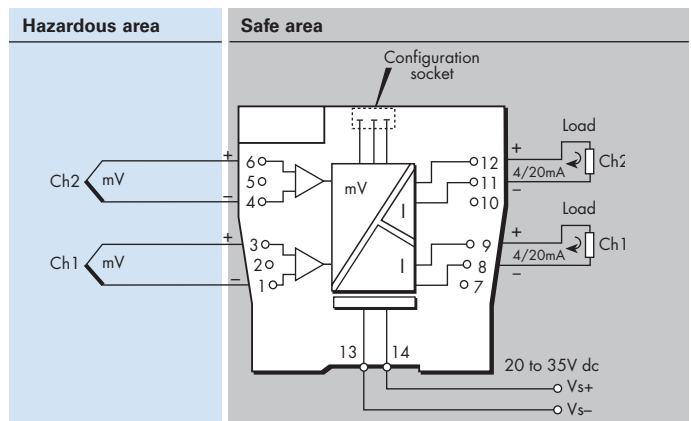 Hazardous area
Safe area
Configuration
socket
Load
+
6
12
+
Ch2
mV
5
mV
11
4/20mA
Ch2
–
4
I
10
–
Load
+
3
9
+
Ch1
mV
2
I
8
4/20mA
Ch1
–
1
7
–
13
14
20 to 35V dc
Vs+
Vs–